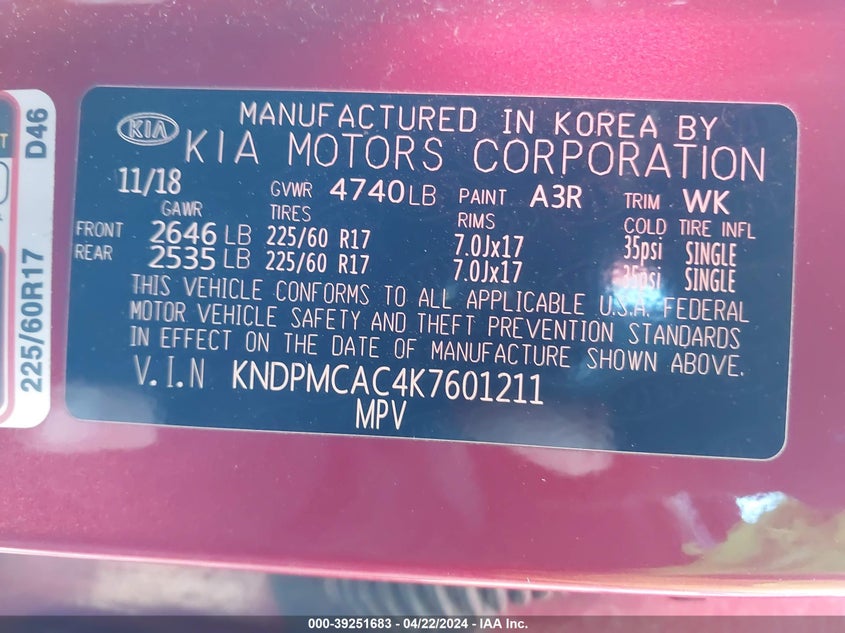 D46
225/60R17
KIA
MANUFACTURED IN KOREA BY
KIA MOTORS CORPORATION
11/18 GVWR 4740LB PAINT A3R TRIM WK
GAWR TIRES RIMS COLD TIRE INFL
FRONT 2646 LB 225/60 R17 7.0Jx17 35psi SINGLE
REAR 2535 LB 225/60 R17 7.0Jx17 35psi SINGLE
THIS VEHICLE CONFORMS TO ALL APPLICABLE U.S.A. FEDERAL
MOTOR VEHICLE SAFETY AND THEFT PREVENTION STANDARDS
IN EFFECT ON THE DATE OF MANUFACTURE SHOWN ABOVE.
V.I.N KNDPMCAC4K7601211
MPV
000-39251683 - 04/22/2024 - IAA Inc.